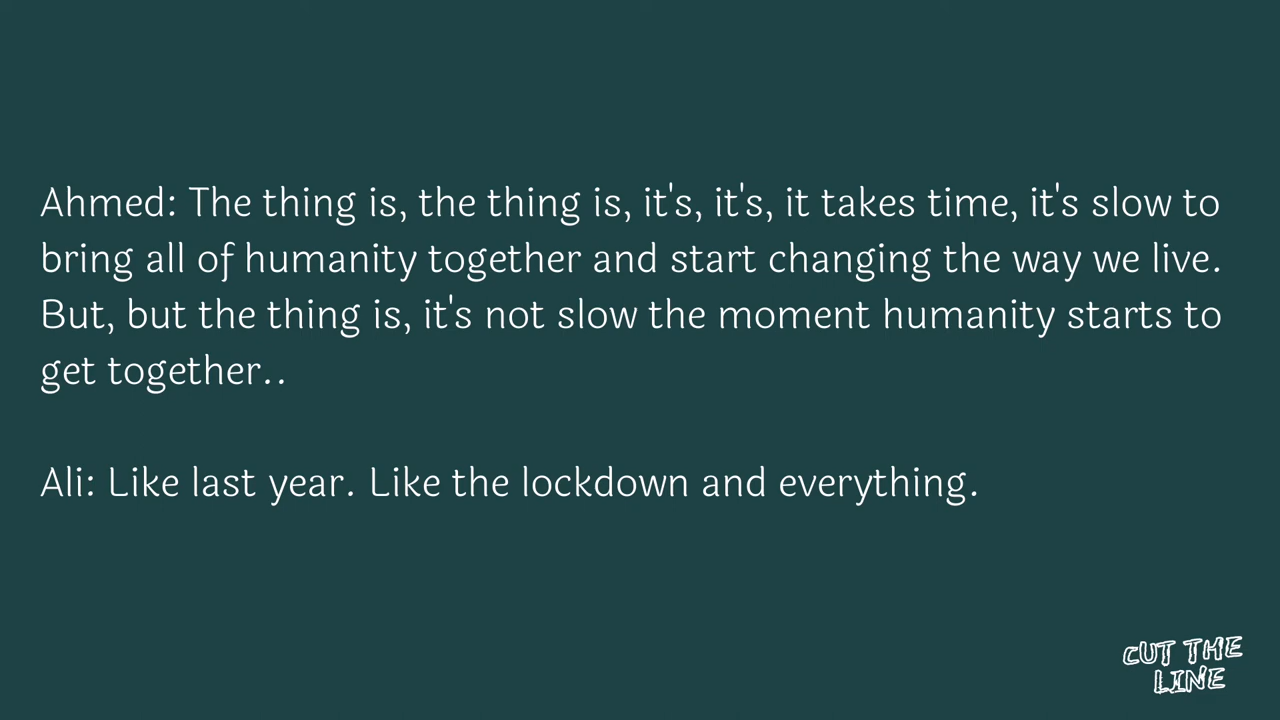 Ahmed: The thing is, the thing is, it's, it's, it takes time, it's slow to
bring all of humanity together and start changing the way we live.
But, but the thing is, it's not slow the moment humanity starts to
get together..
Ali: Like last year. Like the lockdown and everything.
CUT THE
LINE